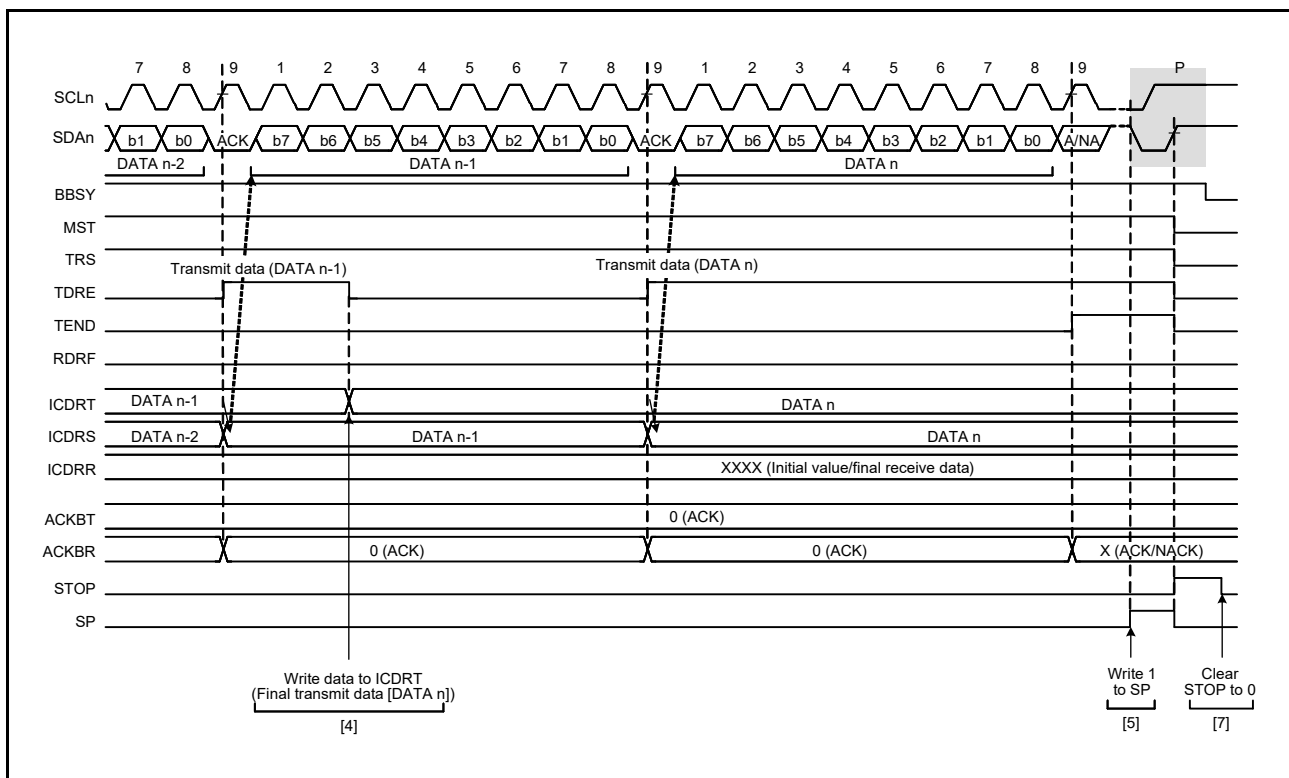 7 8 9 1 2 3 4 5 6 7 8 9 1 2 3 4 5 6 7 8 9 P
SCLn
SDAn b1 b0 ACK b7 b6 b5 b4 b3 b2 b1 b0 ACK b7 b6 b5 b4 b3 b2 b1 b0 A/NA
DATA n-2 DATA n-1 DATA n
BBSY
MST
TRS
Transmit data (DATA n-1) Transmit data (DATA n)
TDRE
TEND
RDRF
ICDRT DATA n-1 DATA n
ICDRS DATA n-2 DATA n-1 DATA n
ICDRR XXXX (Initial value/final receive data)
ACKBT 0 (ACK)
ACKBR 0 (ACK) 0 (ACK) X (ACK/NACK)
STOP
SP
Write data to ICDRT Write 1 Clear
(Final transmit data [DATA n]) to SP STOP to 0
[4] [5] [7]